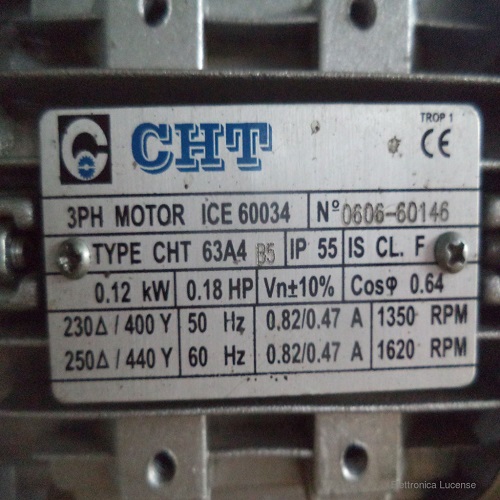 TROP 1
CHT CE
3PH MOTOR ICE 60034 N° 0606-60146
TYPE CHT 63A4 B5 IP 55 IS CL. F
0.12 kW 0.18 HP Vn±10% Cosφ 0.64
230Δ/400 Y 50 Hz 0.82/0.47 A 1350 RPM
250Δ/440 Y 60 Hz 0.82/0.47 A 1620 RPM
Elettronica Lucense